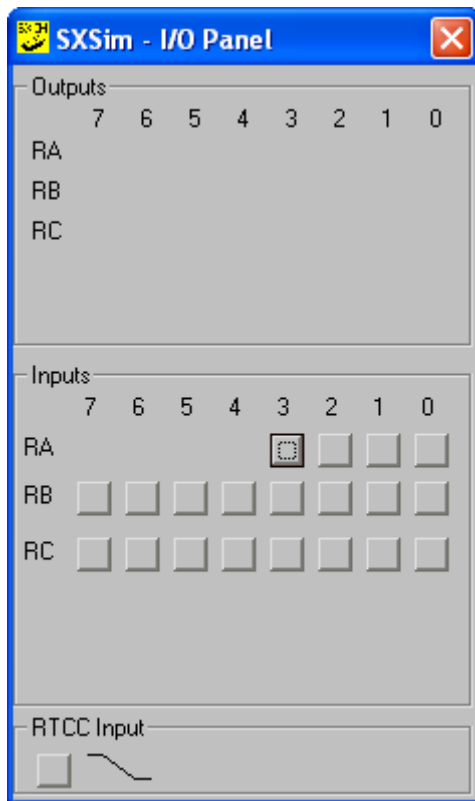 SXSim - I/O Panel
Outputs
7 6 5 4 3 2 1 0
RA
RB
RC
Inputs
7 6 5 4 3 2 1 0
RA
RB
RC
RTCC Input